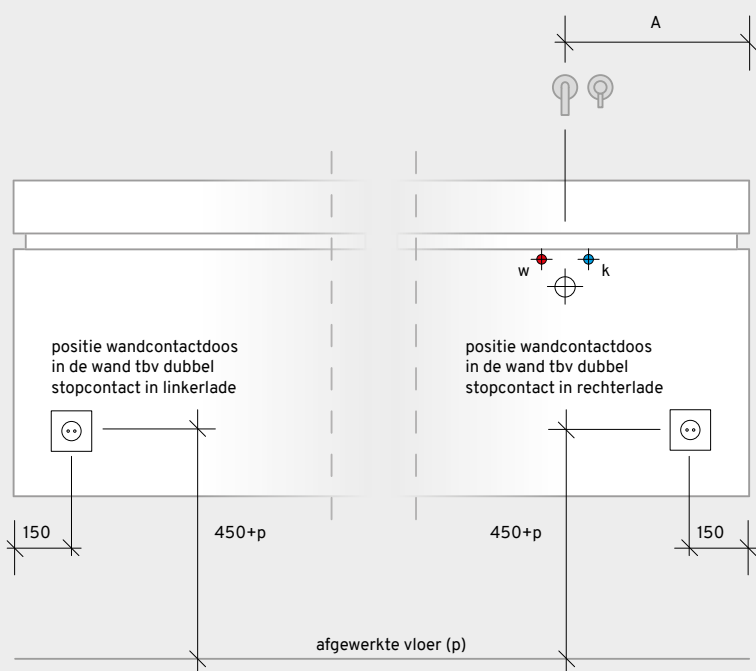 A
w
k
positie wandcontactdoos
in de wand tbv dubbel
stopcontact in linkerlade
positie wandcontactdoos
in de wand tbv dubbel
stopcontact in rechterlade
150
450+p
450+p
150
afgewerkte vloer (p)